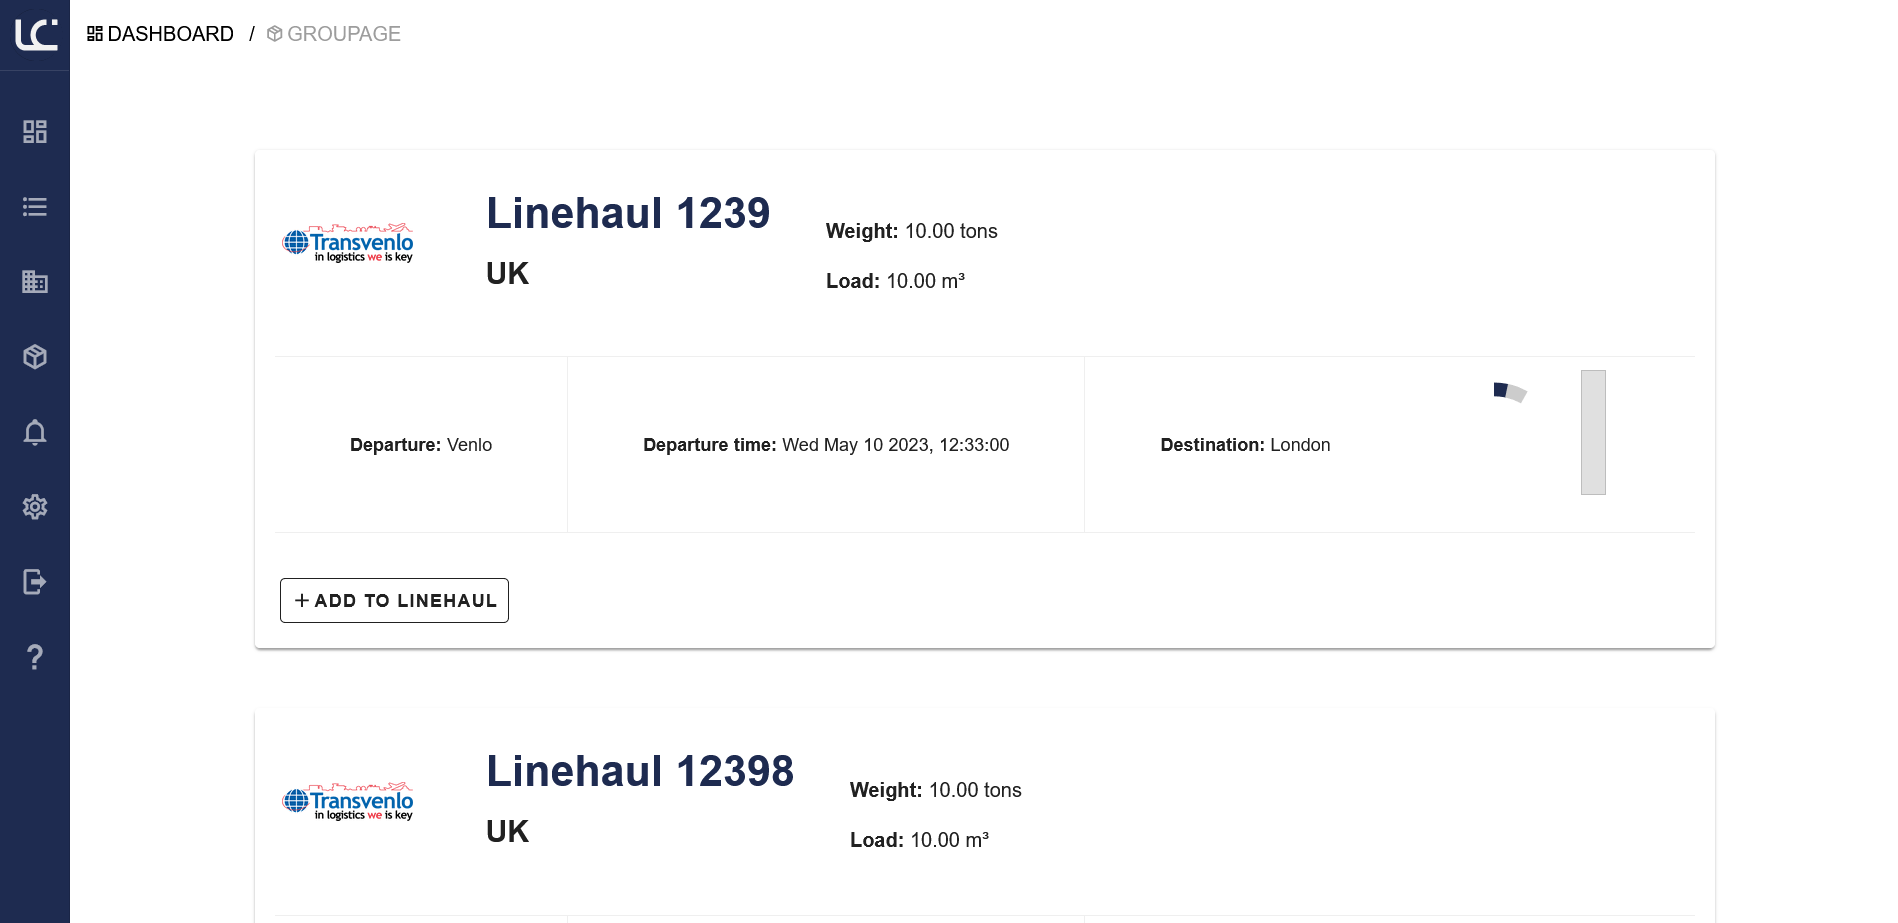 LC
DASHBOARD / GROUPAGE
Linehaul 1239
UK
Weight: 10.00 tons
Load: 10.00 m³
Transvenlo
in logistics we is key
Departure: Venlo
Departure time: Wed May 10 2023, 12:33:00
Destination: London
+ ADD TO LINEHAUL
Linehaul 12398
UK
Weight: 10.00 tons
Load: 10.00 m³
Transvenlo
in logistics we is key